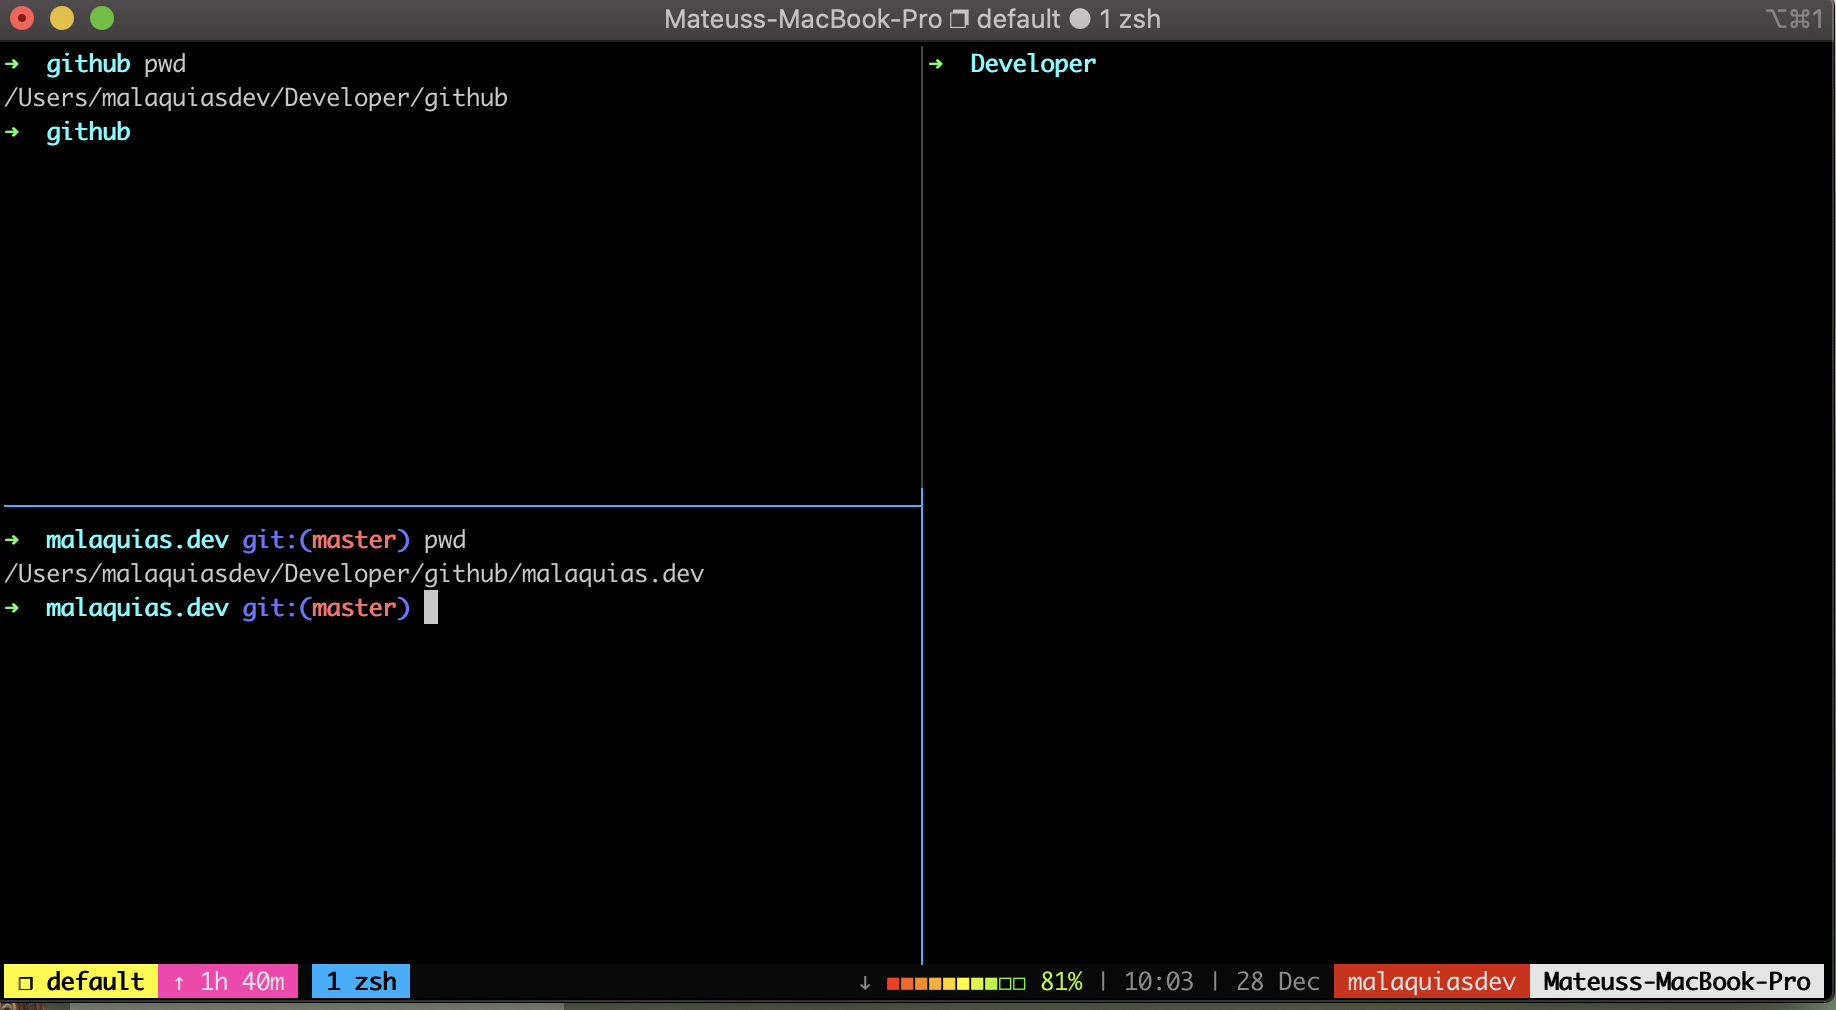 Mateuss-MacBook-Pro ❐ default ● 1 zsh
⌥⌘1
➜ github pwd
/Users/malaquiasdev/Developer/github
➜ github
➜ Developer
➜ malaquias.dev git:(master) pwd
/Users/malaquiasdev/Developer/github/malaquias.dev
➜ malaquias.dev git:(master)
❐ default ↑ 1h 40m 1 zsh ↓ ◼◼◼◼◼◼◼◼◻◻ 81% | 10:03 | 28 Dec malaquiasdev Mateuss-MacBook-Pro